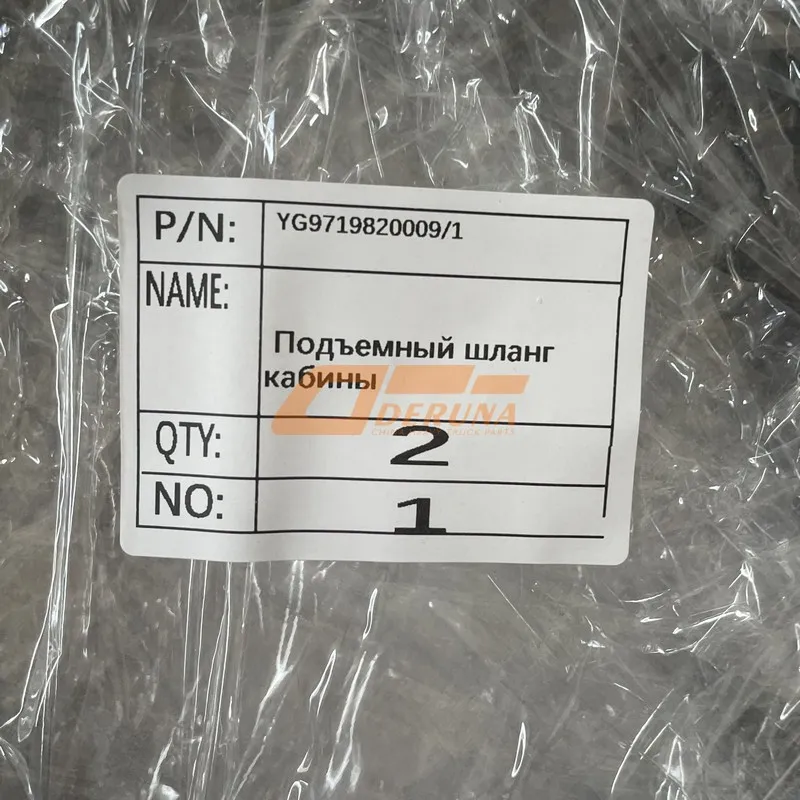 P/N: YG9719820009/1
NAME:
Подъемный шланг
кабины
DERUNA
QTY: 2
NO: 1